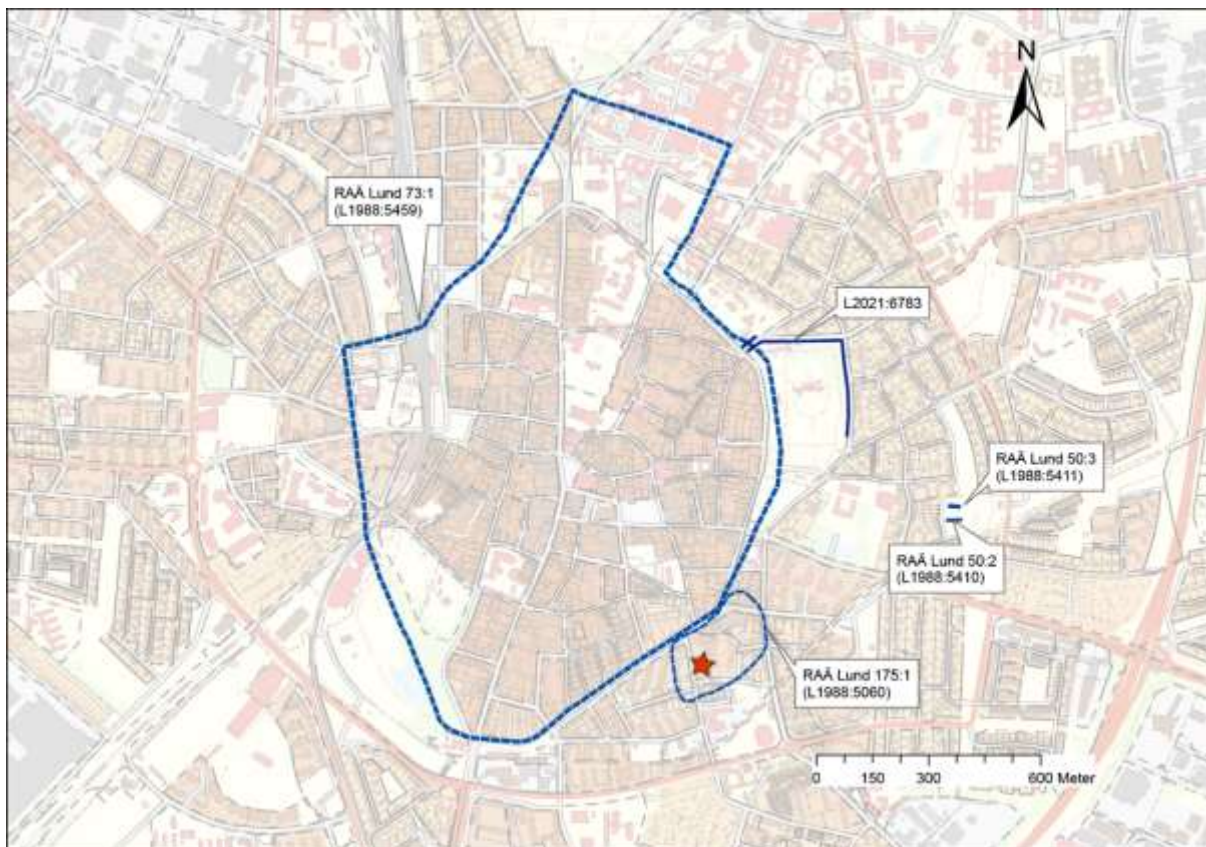 N
RAÄ Lund 73:1
(L1988:5459)
L2021:6783
RAÄ Lund 50:3
(L1988:5411)
RAÄ Lund 50:2
(L1988:5410)
RAÄ Lund 175:1
(L1988:5060)
0 150 300 600 Meter